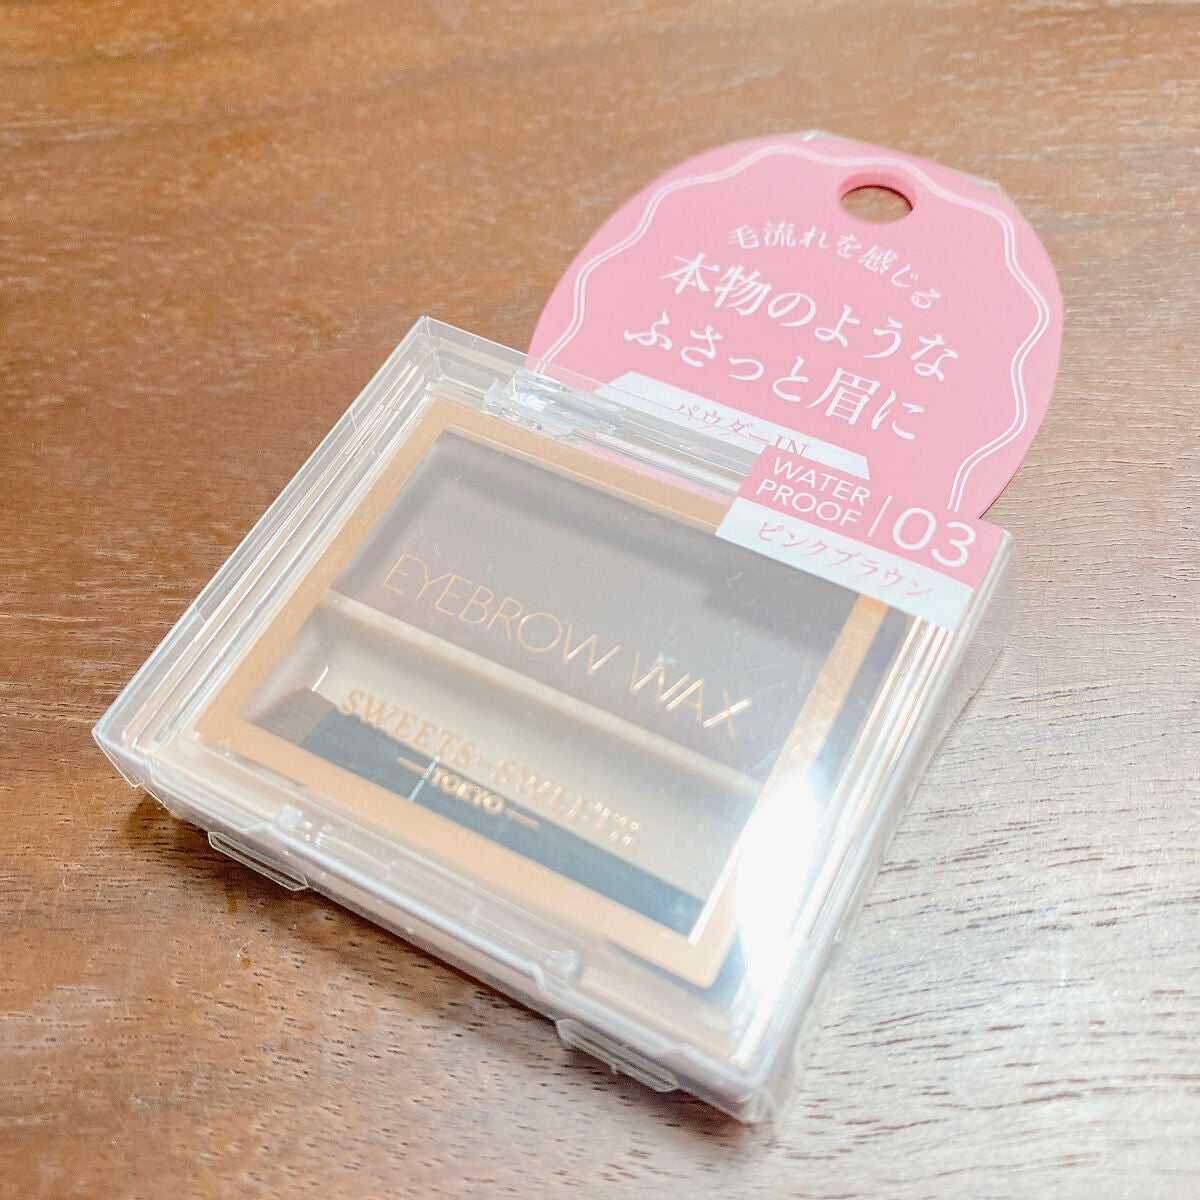 毛流れを感じる
本物のような
ふさっと眉に
パウダーIN
WATER
PROOF
03
ピンクブラウン
EYEBROW WAX
SWEETS
TOKYO